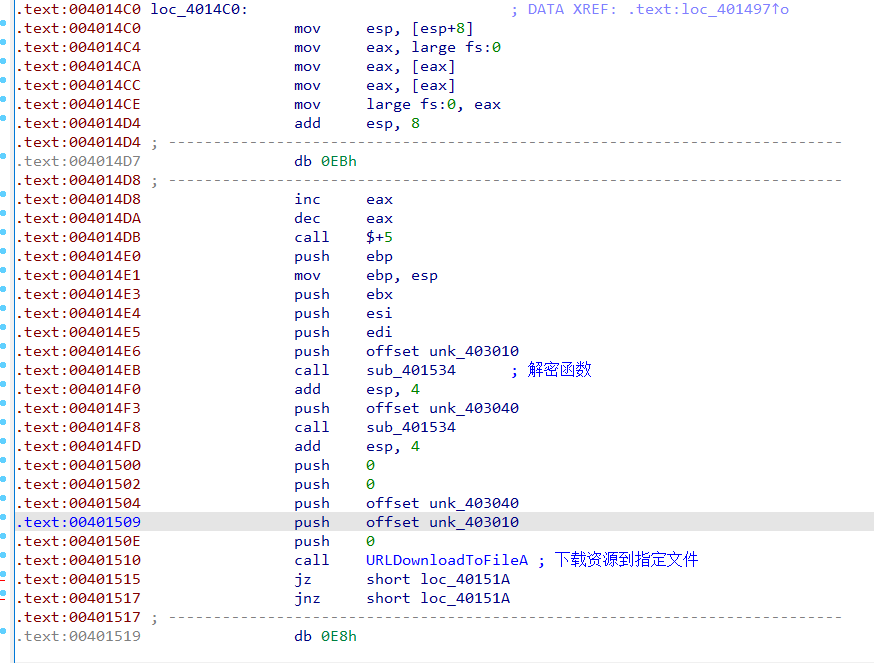 .text:004014C0 loc_4014C0: ; DATA XREF: .text:loc_401497↑o
.text:004014C0 mov esp, [esp+8]
.text:004014C4 mov eax, large fs:0
.text:004014CA mov eax, [eax]
.text:004014CC mov eax, [eax]
.text:004014CE mov large fs:0, eax
.text:004014D4 add esp, 8
.text:004014D4 ; ---------------------------------------------------------------------------
.text:004014D7 db 0EBh
.text:004014D8 ; ---------------------------------------------------------------------------
.text:004014D8 inc eax
.text:004014DA dec eax
.text:004014DB call $+5
.text:004014E0 push ebp
.text:004014E1 mov ebp, esp
.text:004014E3 push ebx
.text:004014E4 push esi
.text:004014E5 push edi
.text:004014E6 push offset unk_403010
.text:004014EB call sub_401534 ; 解密函数
.text:004014F0 add esp, 4
.text:004014F3 push offset unk_403040
.text:004014F8 call sub_401534
.text:004014FD add esp, 4
.text:00401500 push 0
.text:00401502 push 0
.text:00401504 push offset unk_403040
.text:00401509 push offset unk_403010
.text:0040150E push 0
.text:00401510 call URLDownloadToFileA ; 下载资源到指定文件
.text:00401515 jz short loc_40151A
.text:00401517 jnz short loc_40151A
.text:00401517 ; ---------------------------------------------------------------------------
.text:00401519 db 0E8h